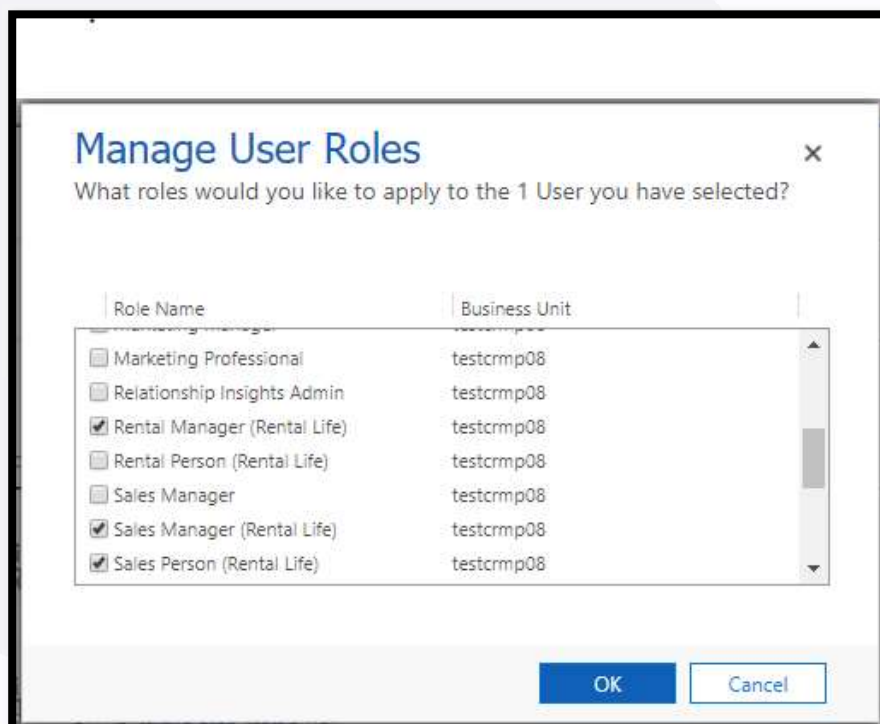 Manage User Roles
What roles would you like to apply to the 1 User you have selected?
Role Name Business Unit
Marketing Professional testcrmp08
Relationship Insights Admin testcrmp08
Rental Manager (Rental Life) testcrmp08
Rental Person (Rental Life) testcrmp08
Sales Manager testcrmp08
Sales Manager (Rental Life) testcrmp08
Sales Person (Rental Life) testcrmp08
OK Cancel